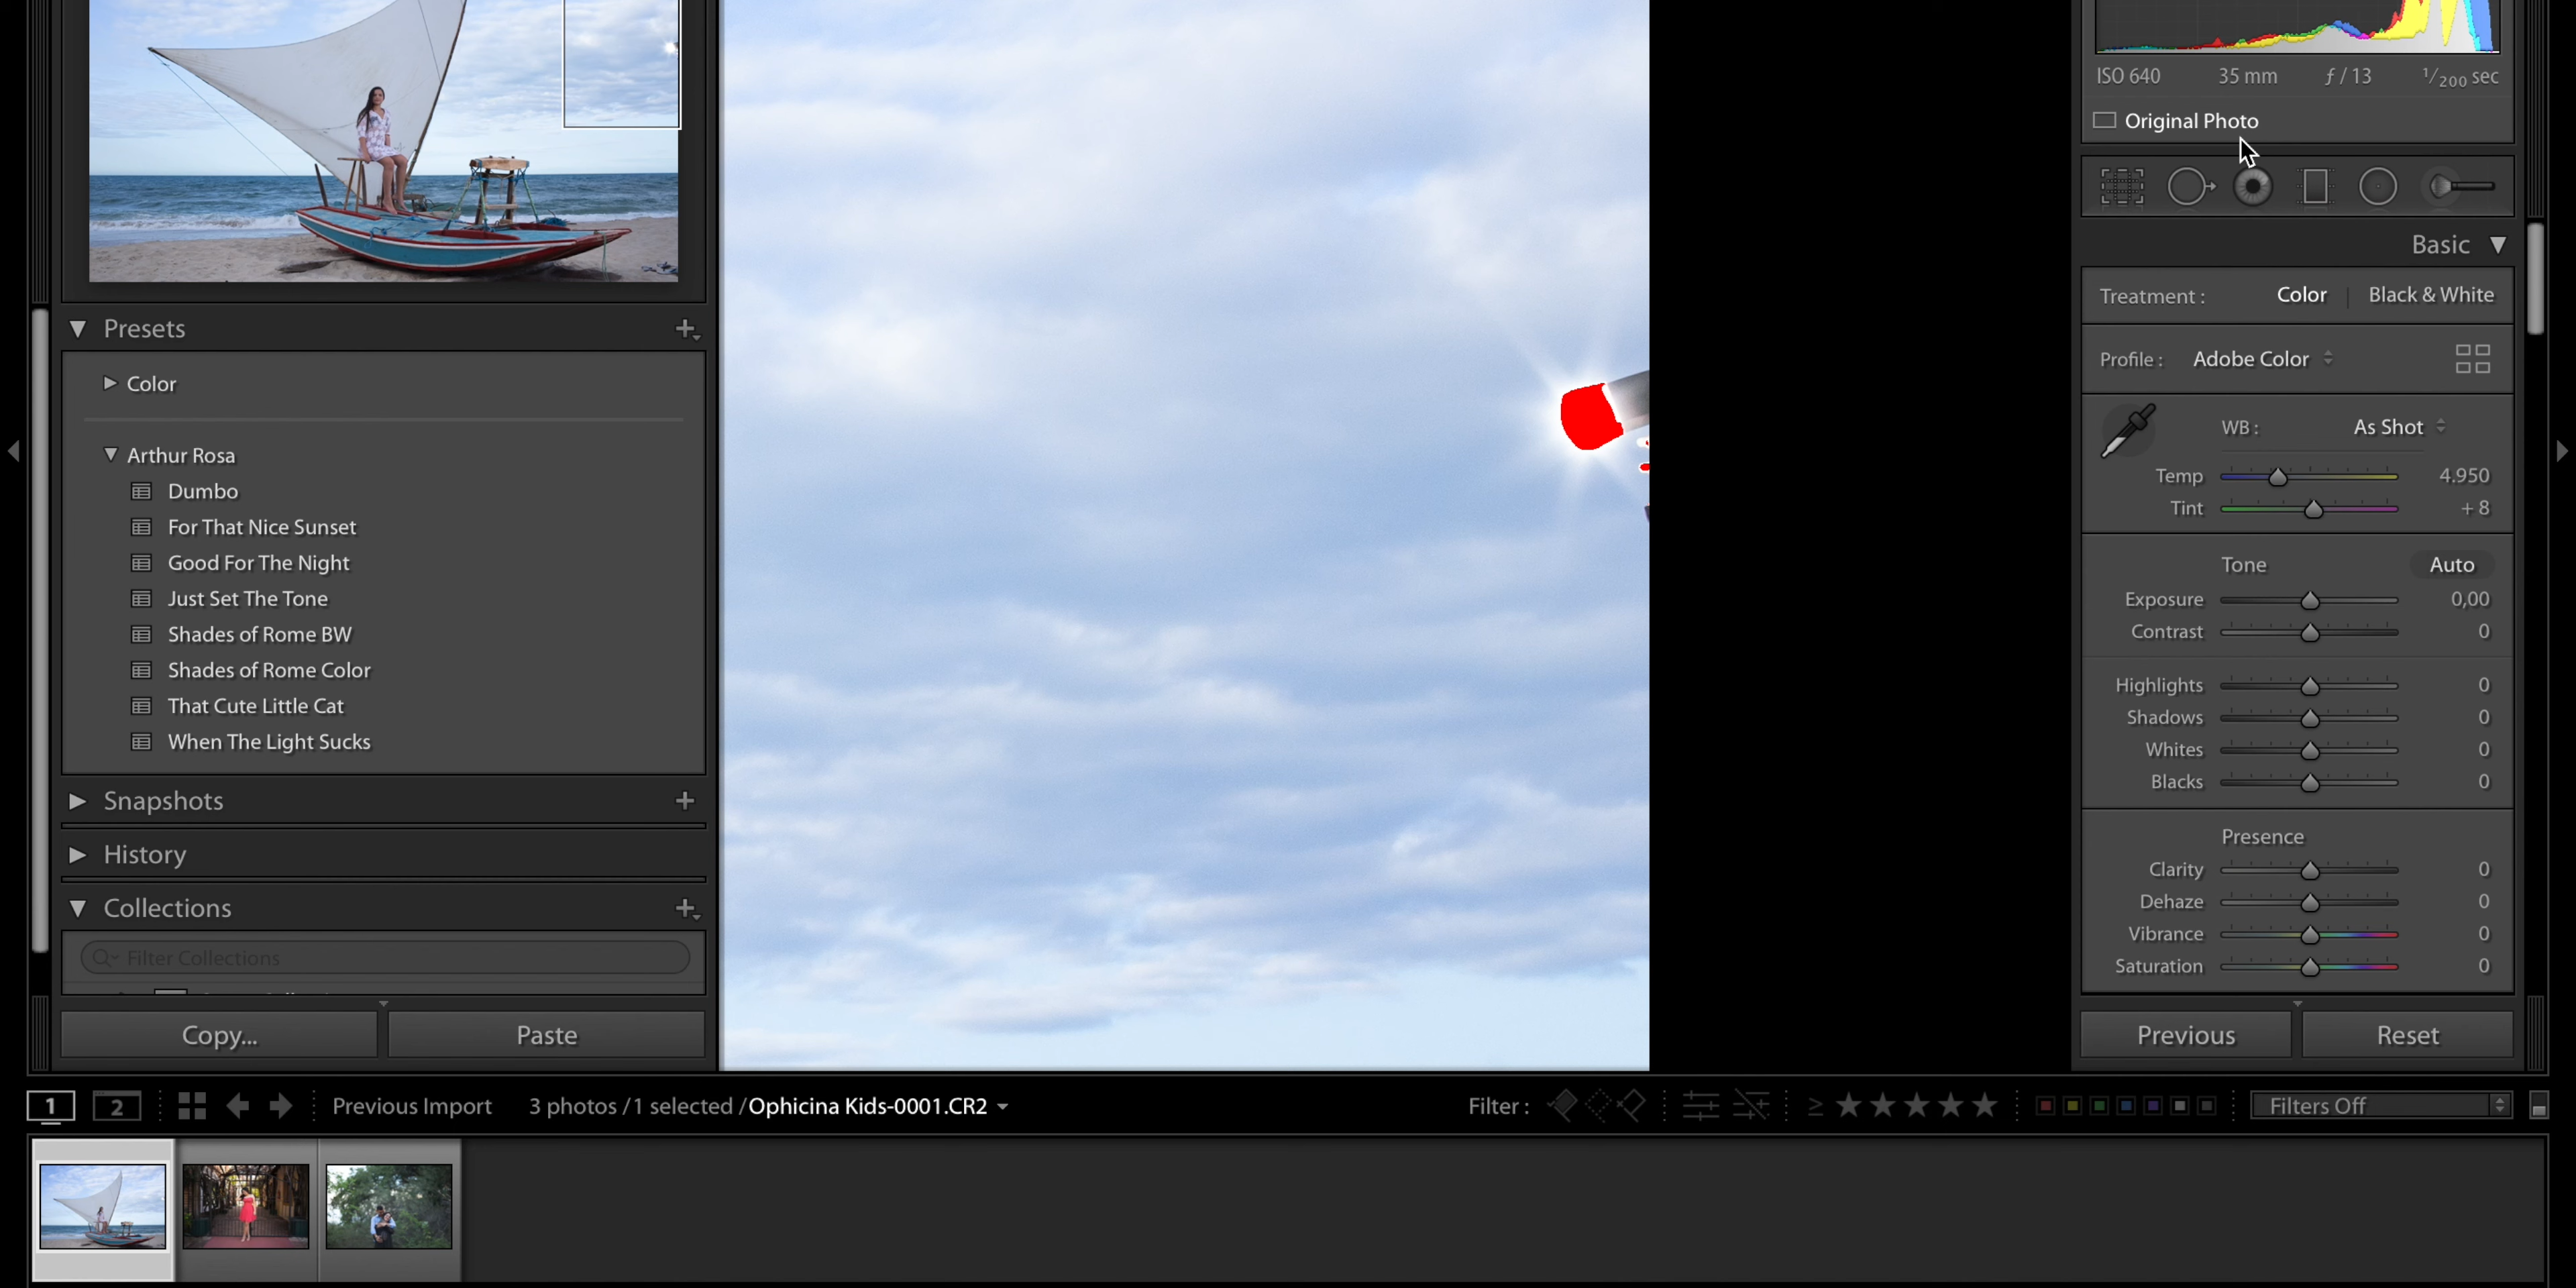 Presets
Color
Arthur Rosa
Dumbo
For That Nice Sunset
Good For The Night
Just Set The Tone
Shades of Rome BW
Shades of Rome Color
That Cute Little Cat
When The Light Sucks
Snapshots
History
Collections
Filter Collections
Copy...
Paste
ISO 640 35 mm ƒ / 13 1/200 sec
Original Photo
Basic
Treatment : Color Black & White
Profile : Adobe Color
WB : As Shot
Temp 4.950
Tint + 8
Tone Auto
Exposure 0,00
Contrast 0
Highlights 0
Shadows 0
Whites 0
Blacks 0
Presence
Clarity 0
Dehaze 0
Vibrance 0
Saturation 0
Previous
Reset
1 2 Previous Import 3 photos / 1 selected / Ophicina Kids-0001.CR2 Filter : ≥ ★★★★★ Filters Off